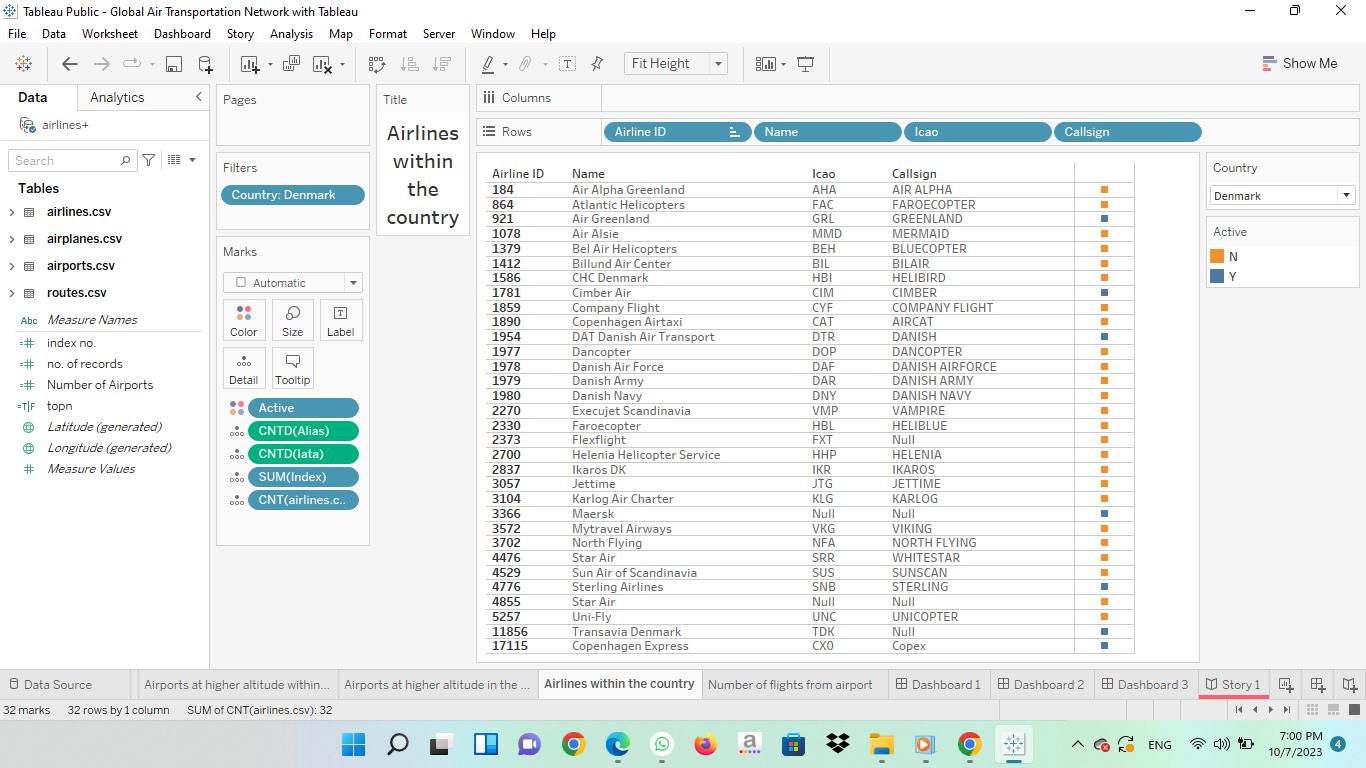 Tableau Public - Global Air Transportation Network with Tableau
File Data Worksheet Dashboard Story Analysis Map Format Server Window Help
Fit Height Show Me
Data Analytics
airlines+
Search
Tables
airlines.csv
airplanes.csv
airports.csv
routes.csv
Abc Measure Names
index no.
no. of records
Number of Airports
topn
Latitude (generated)
Longitude (generated)
Measure Values
Pages
Filters
Country: Denmark
Marks
Automatic
Color Size Label
Detail Tooltip
Active
CNTD(Alias)
CNTD(Iata)
SUM(Index)
CNT(airlines.c..
Title
Airlines
within
the
country
Columns
Rows Airline ID Name Icao Callsign
Airline ID Name Icao Callsign
184 Air Alpha Greenland AHA AIR ALPHA
864 Atlantic Helicopters FAC FAROECOPTER
921 Air Greenland GRL GREENLAND
1078 Air Alsie MMD MERMAID
1379 Bel Air Helicopters BEH BLUECOPTER
1412 Billund Air Center BIL BILAIR
1586 CHC Denmark HBI HELIBIRD
1781 Cimber Air CIM CIMBER
1859 Company Flight CYF COMPANY FLIGHT
1890 Copenhagen Airtaxi CAT AIRCAT
1954 DAT Danish Air Transport DTR DANISH
1977 Dancopter DOP DANCOPTER
1978 Danish Air Force DAF DANISH AIRFORCE
1979 Danish Army DAR DANISH ARMY
1980 Danish Navy DNY DANISH NAVY
2270 Execujet Scandinavia VMP VAMPIRE
2330 Faroecopter HBL HELIBLUE
2373 Flexflight FXT Null
2700 Helenia Helicopter Service HHP HELENIA
2837 Ikaros DK IKR IKAROS
3057 Jettime JTG JETTIME
3104 Karlog Air Charter KLG KARLOG
3366 Maersk Null Null
3572 Mytravel Airways VKG VIKING
3702 North Flying NFA NORTH FLYING
4476 Star Air SRR WHITESTAR
4529 Sun Air of Scandinavia SUS SUNSCAN
4776 Sterling Airlines SNB STERLING
4855 Star Air Null Null
5257 Uni-Fly UNC UNICOPTER
11856 Transavia Denmark TDK Null
17115 Copenhagen Express CX0 Copex
Country
Denmark
Active
N
Y
Data Source Airports at higher altitude within... Airports at higher altitude in the ... Airlines within the country Number of flights from airport Dashboard 1 Dashboard 2 Dashboard 3 Story 1
32 marks 32 rows by 1 column SUM of CNT(airlines.csv): 32
ENG 7:00 PM
10/7/2023 4